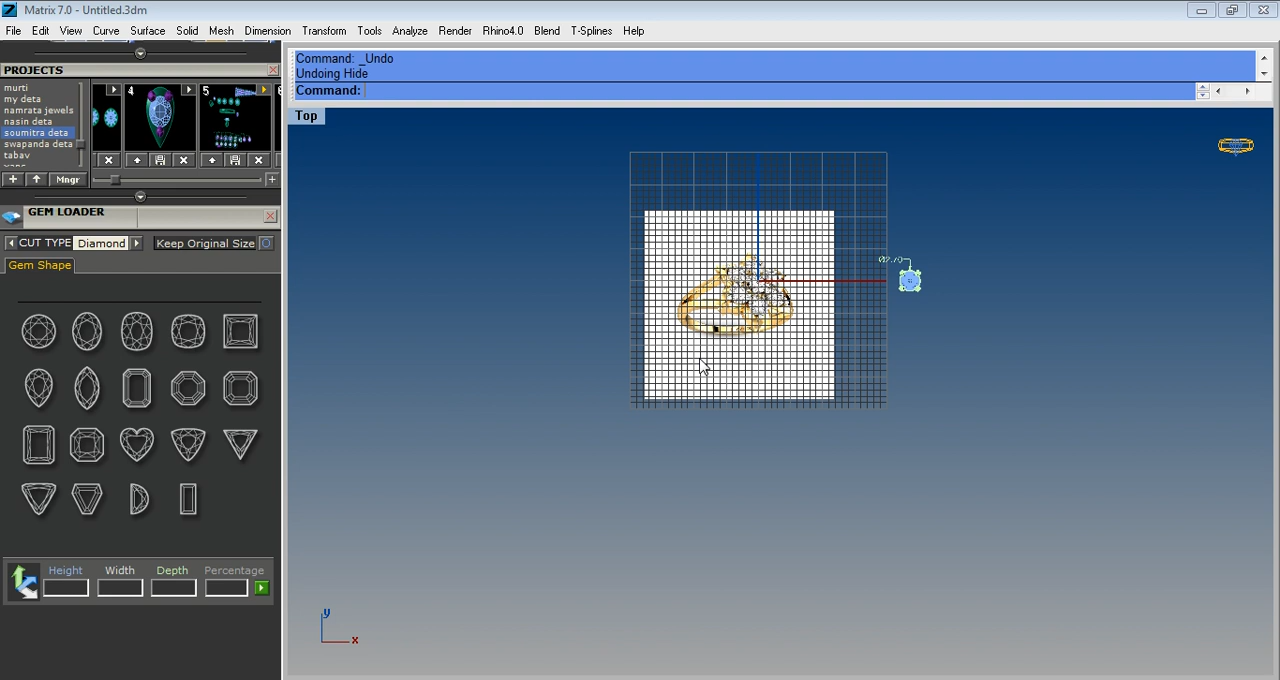 Matrix 7.0 - Untitled.3dm
File Edit View Curve Surface Solid Mesh Dimension Transform Tools Analyze Render Rhino4.0 Blend T-Splines Help
Command: _Undo
Undoing Hide
Command:
PROJECTS
murti
my deta
namrata jewels
nasin deta
soumitra deta
swapanda deta
tabav
4
5
Mngr
Top
GEM LOADER
CUT TYPE Diamond Keep Original Size
Gem Shape
Height Width Depth Percentage
y
x